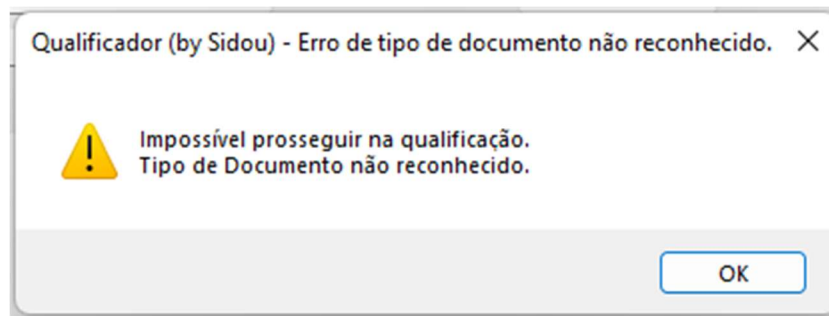 Qualificador (by Sidou) - Erro de tipo de documento não reconhecido.
Impossível prosseguir na qualificação.
Tipo de Documento não reconhecido.
OK